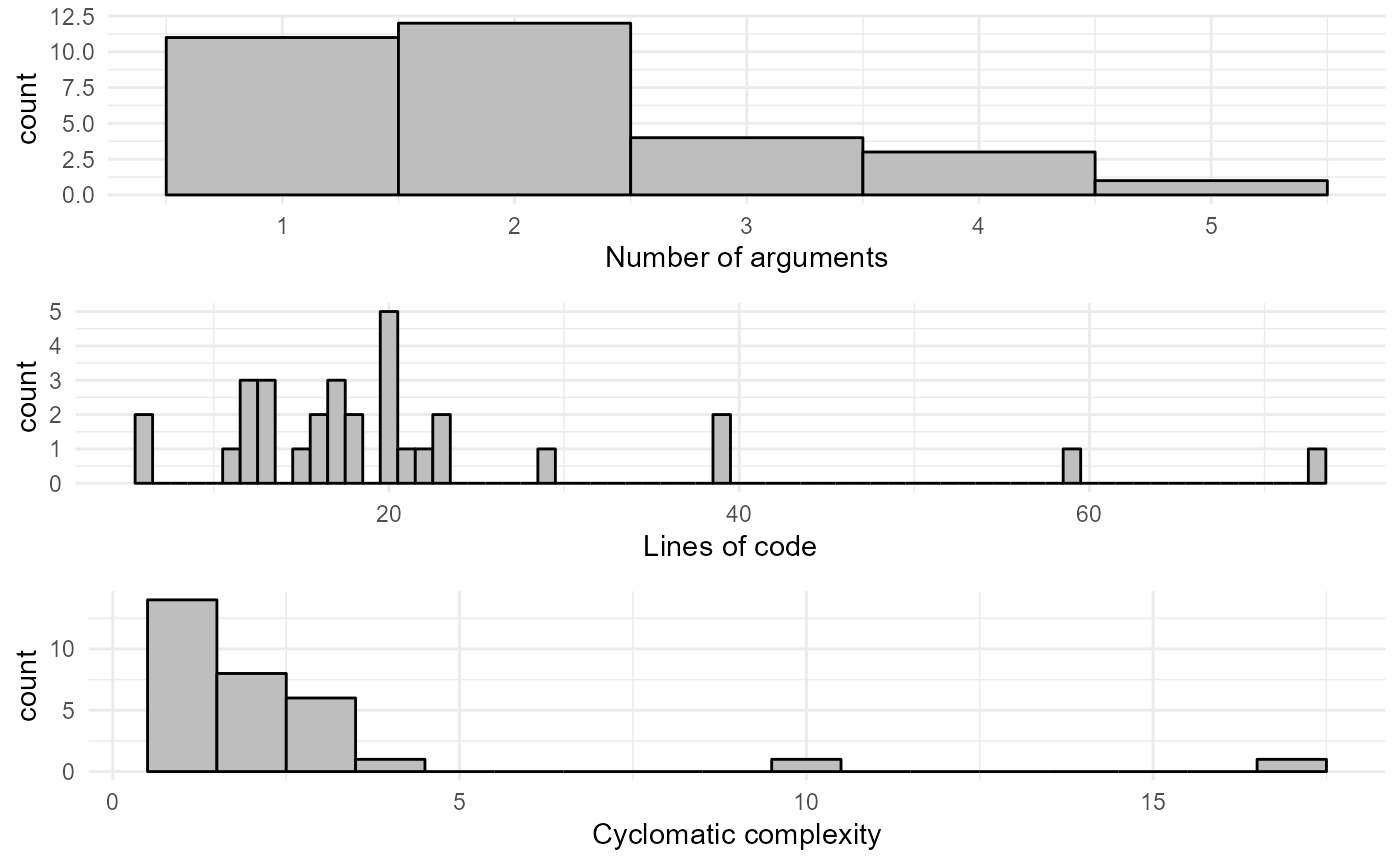 12.5
10.0
7.5
5.0
2.5
0.0
count
1 2 3 4 5
Number of arguments
5
4
3
2
1
0
count
20 40 60
Lines of code
10
5
0
count
0 5 10 15
Cyclomatic complexity